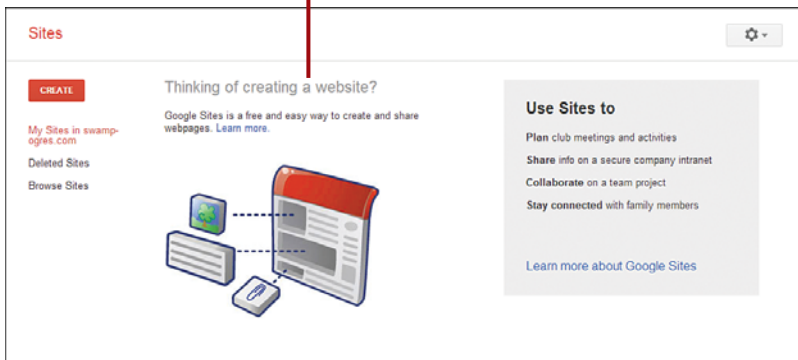 Sites
CREATE
My Sites in swamp-
ogres.com
Deleted Sites
Browse Sites
Thinking of creating a website?
Google Sites is a free and easy way to create and share
webpages. Learn more.
Use Sites to
Plan club meetings and activities
Share info on a secure company intranet
Collaborate on a team project
Stay connected with family members
Learn more about Google Sites